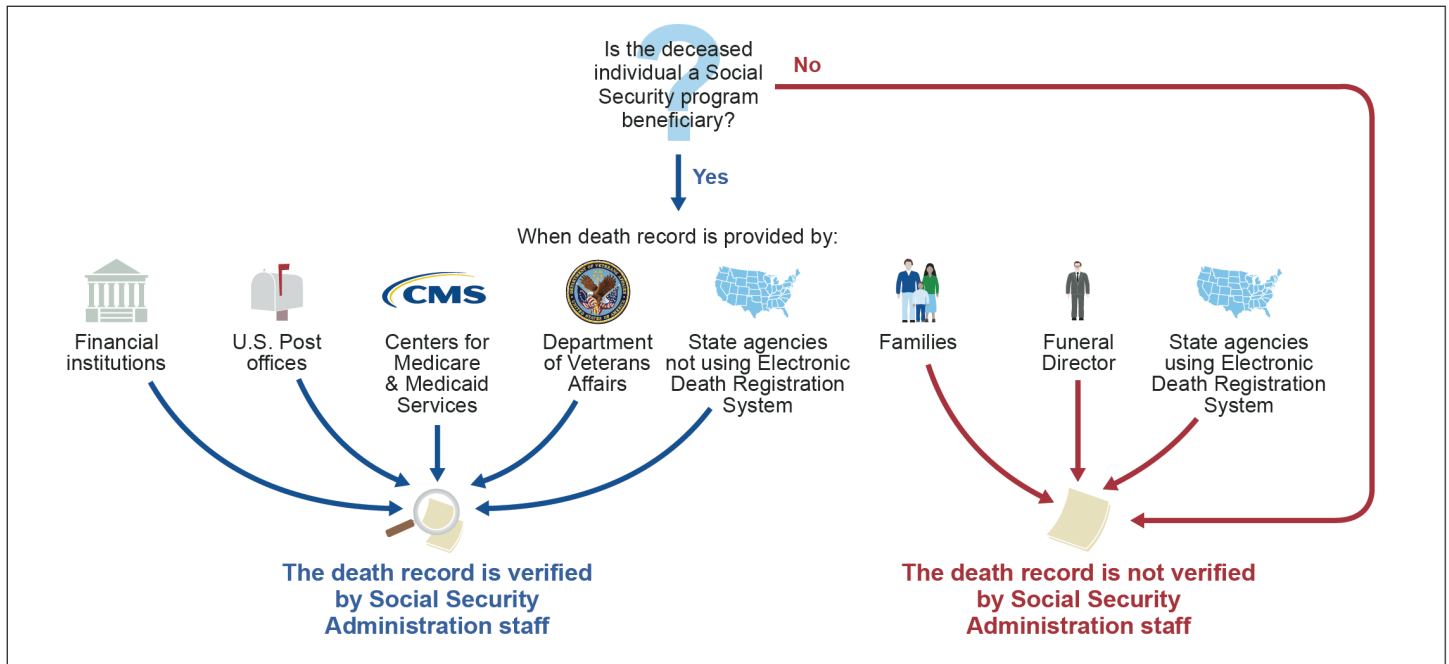 Is the deceased
individual a Social
Security program
beneficiary?
No
Yes
When death record is provided by:
CMS
Financial
institutions
U.S. Post
offices
Centers for
Medicare
& Medicaid
Services
Department
of Veterans
Affairs
State agencies
not using Electronic
Death Registration
System
Families
Funeral
Director
State agencies
using Electronic
Death Registration
System
The death record is verified
by Social Security
Administration staff
The death record is not verified
by Social Security
Administration staff